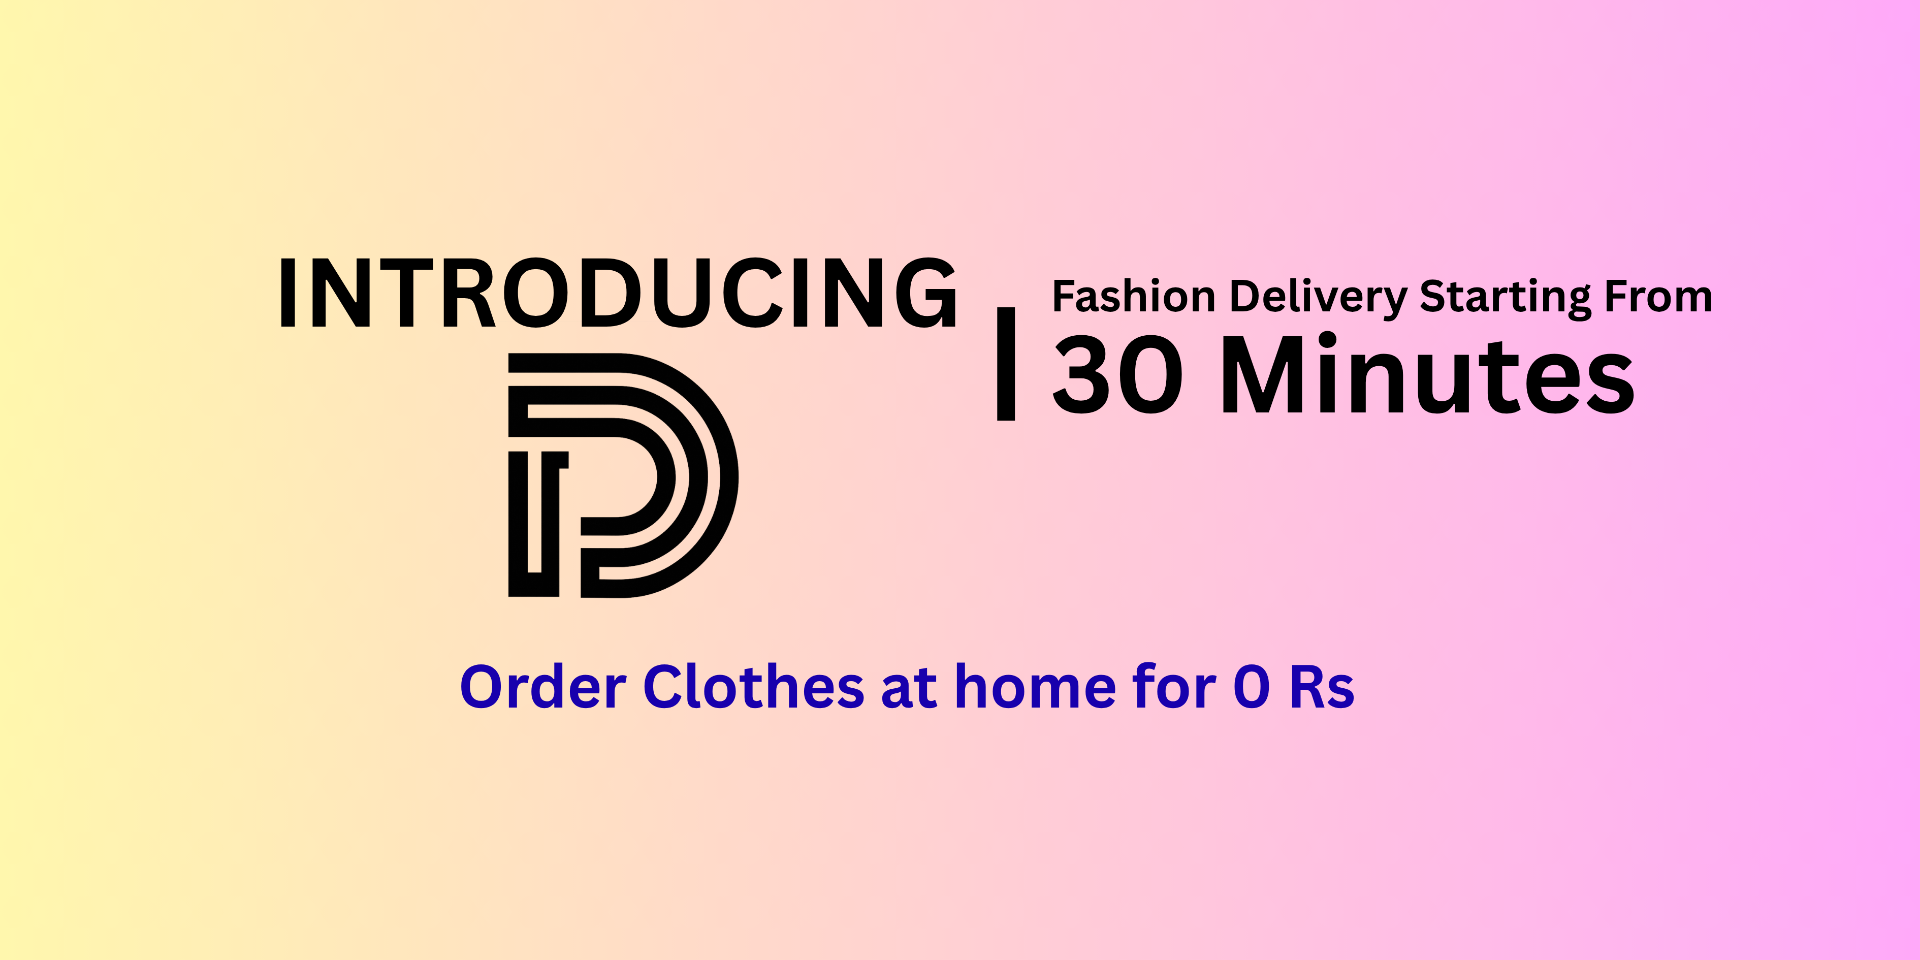 INTRODUCING
Fashion Delivery Starting From
30 Minutes
Order Clothes at home for 0 Rs